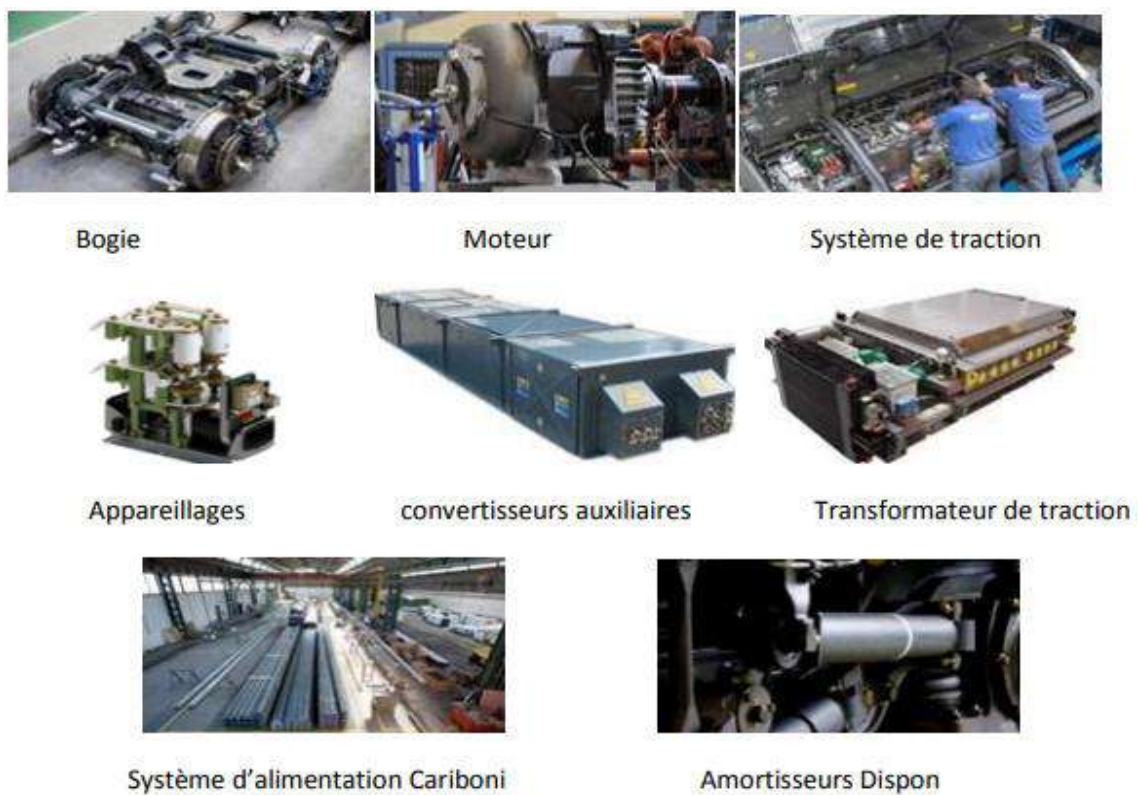 Bogie
Moteur
Système de traction
Appareillages
convertisseurs auxiliaires
Transformateur de traction
Système d'alimentation Cariboni
Amortisseurs Dispon